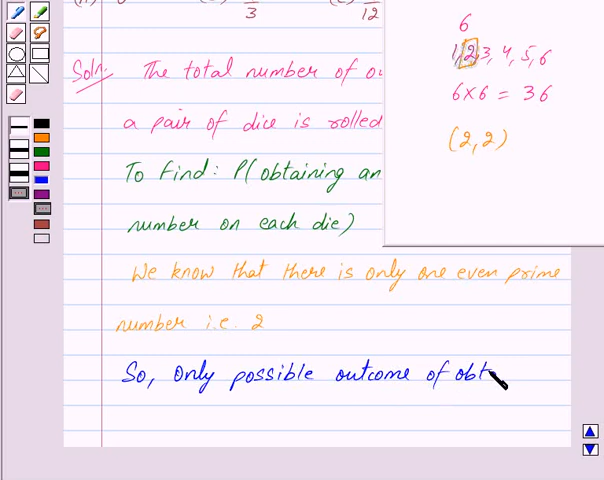 3
12
Soln.
The total number of
a pair of dice is rolled
To find: P(obtaining an
number on each die)
We know that there is only one even prime
number i.e. 2
So, only possible outcome of obt
6
1, 2, 3, 4, 5, 6
6×6 = 36
(2, 2)